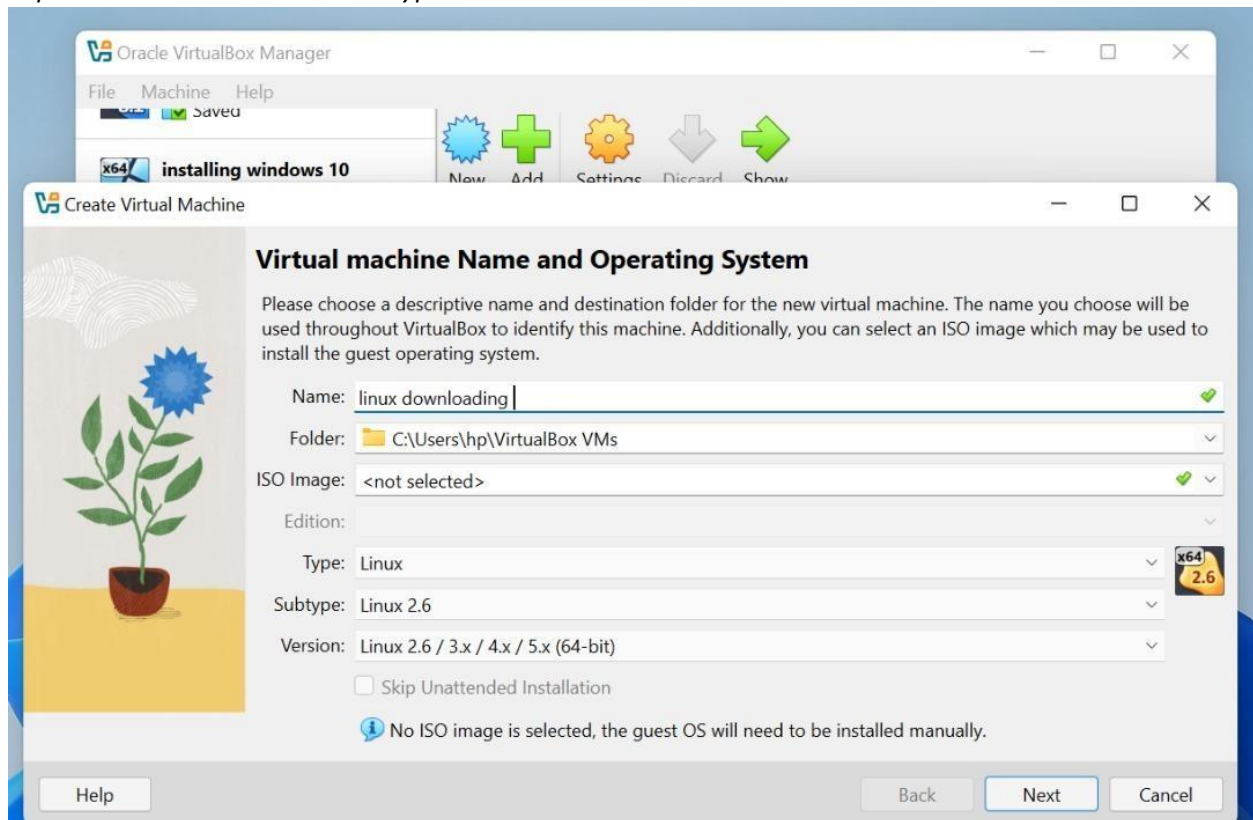 Oracle VirtualBox Manager
File Machine Help
Saved
x64
installing windows 10
New Add Settings Discard Show
Create Virtual Machine
Virtual machine Name and Operating System
Please choose a descriptive name and destination folder for the new virtual machine. The name you choose will be
used throughout VirtualBox to identify this machine. Additionally, you can select an ISO image which may be used to
install the guest operating system.
Name: linux downloading
Folder: C:\Users\hp\VirtualBox VMs
ISO Image: <not selected>
Edition:
Type: Linux
x64
2.6
Subtype: Linux 2.6
Version: Linux 2.6 / 3.x / 4.x / 5.x (64-bit)
Skip Unattended Installation
No ISO image is selected, the guest OS will need to be installed manually.
Help Back Next Cancel